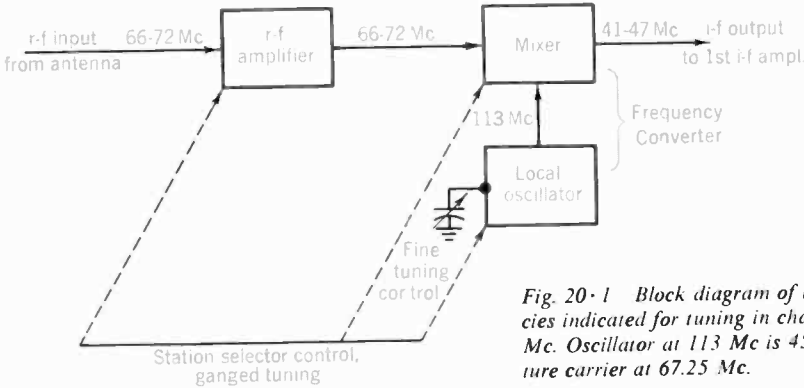 r-f input
from antenna
66-72 Mc
r-f
amplifier
66-72 Mc
Mixer
41-47 Mc
i-f output
to 1st i-f ampl.
113 Mc
Frequency
Converter
Local
oscillator
Fine
tuning
control
Station selector control,
ganged tuning
Fig. 20·1 Block diagram of
cies indicated for tuning in
Mc. Oscillator at 113 Mc is
ture carrier at 67.25 Mc.